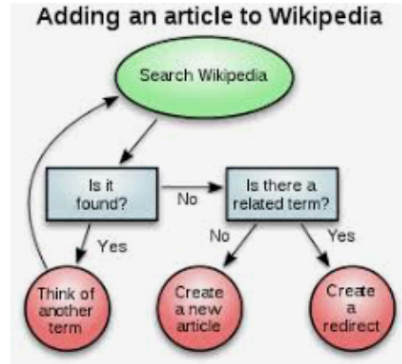 Adding an article to Wikipedia
Search Wikipedia
Is it
found?
No
Is there a
related term?
Yes
No
Yes
Think of
another
term
Create
a new
article
Create
a
redirect